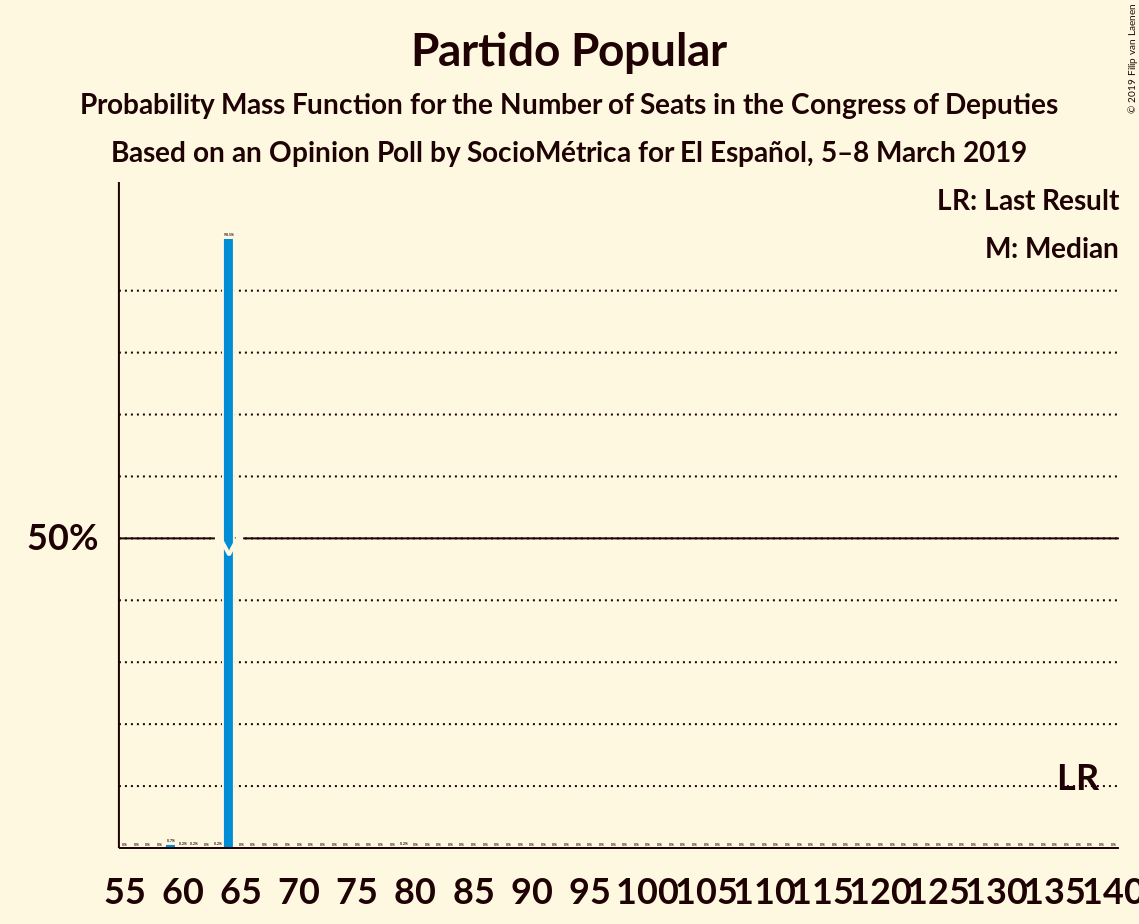 Partido Popular
Probability Mass Function for the Number of Seats in the Congress of Deputies
Based on an Opinion Poll by SocioMétrica for El Español, 5–8 March 2019
© 2019 Filip van Laenen
LR: Last Result
M: Median
50%
M
LR
55 60 65 70 75 80 85 90 95 100 105 110 115 120 125 130 135 140